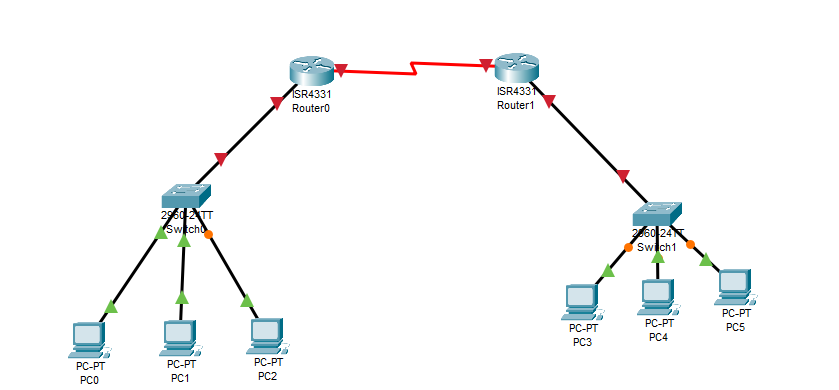 ISR4331
Router0
ISR4331
Router1
2960-24TT
Switch0
2960-24TT
Switch1
PC-PT
PC0
PC-PT
PC1
PC-PT
PC2
PC-PT
PC3
PC-PT
PC4
PC-PT
PC5